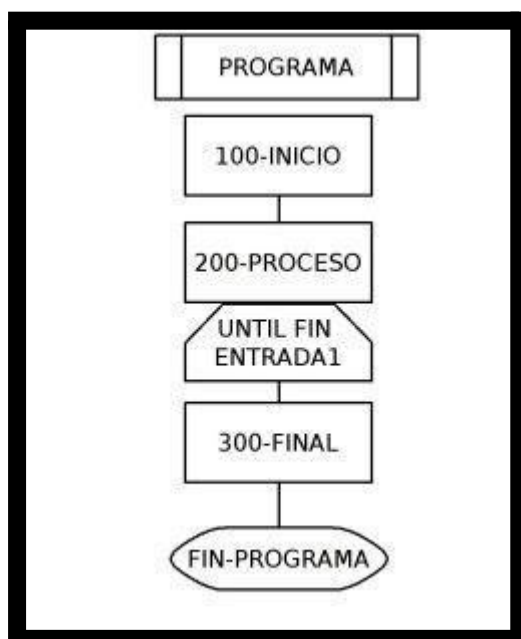 PROGRAMA
100-INICIO
200-PROCESO
UNTIL FIN
ENTRADA1
300-FINAL
FIN-PROGRAMA